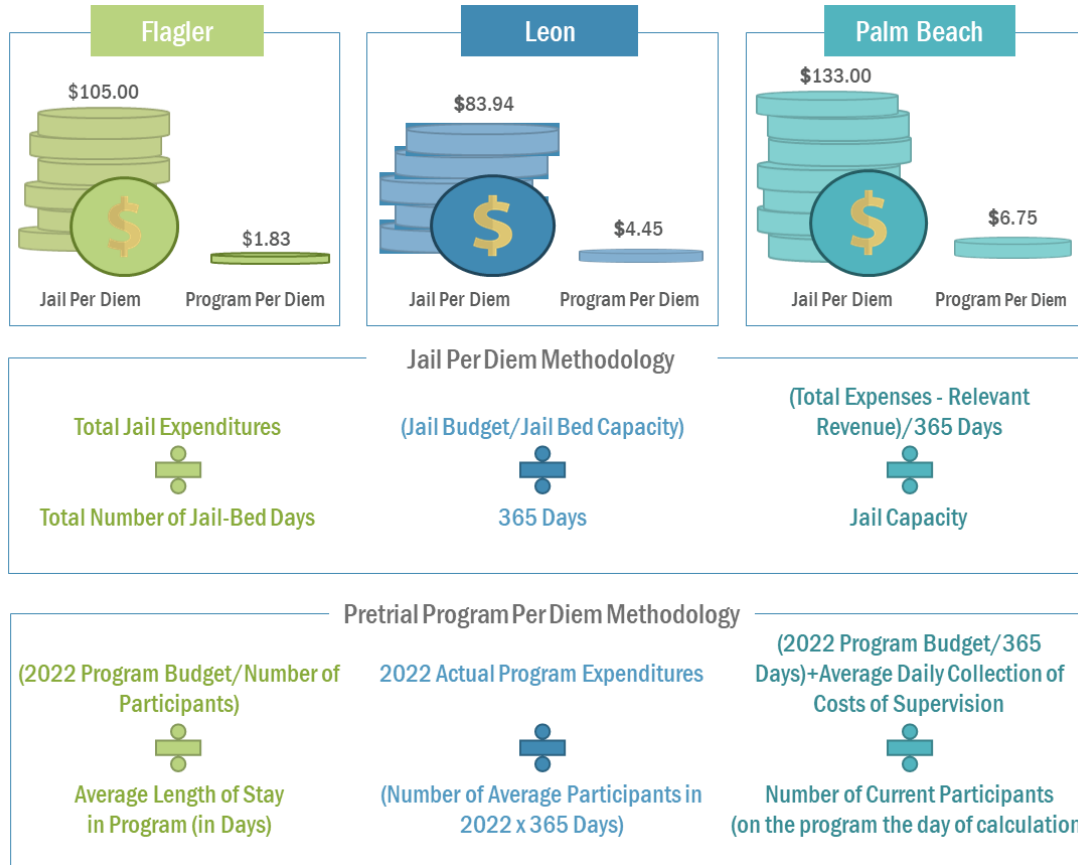 Flagler
$105.00
$
$1.83
Jail Per Diem
Program Per Diem
Leon
$83.94
$
$4.45
Jail Per Diem
Program Per Diem
Palm Beach
$133.00
$
$6.75
Jail Per Diem
Program Per Diem
Jail Per Diem Methodology
Total Jail Expenditures
Total Number of Jail-Bed Days
(Jail Budget/Jail Bed Capacity)
365 Days
(Total Expenses - Relevant
Revenue)/365 Days
Jail Capacity
Pretrial Program Per Diem Methodology
(2022 Program Budget/Number of
Participants)
Average Length of Stay
in Program (in Days)
2022 Actual Program Expenditures
(Number of Average Participants in
2022 x 365 Days)
(2022 Program Budget/365
Days)+Average Daily Collection of
Costs of Supervision
Number of Current Participants
(on the program the day of calculation